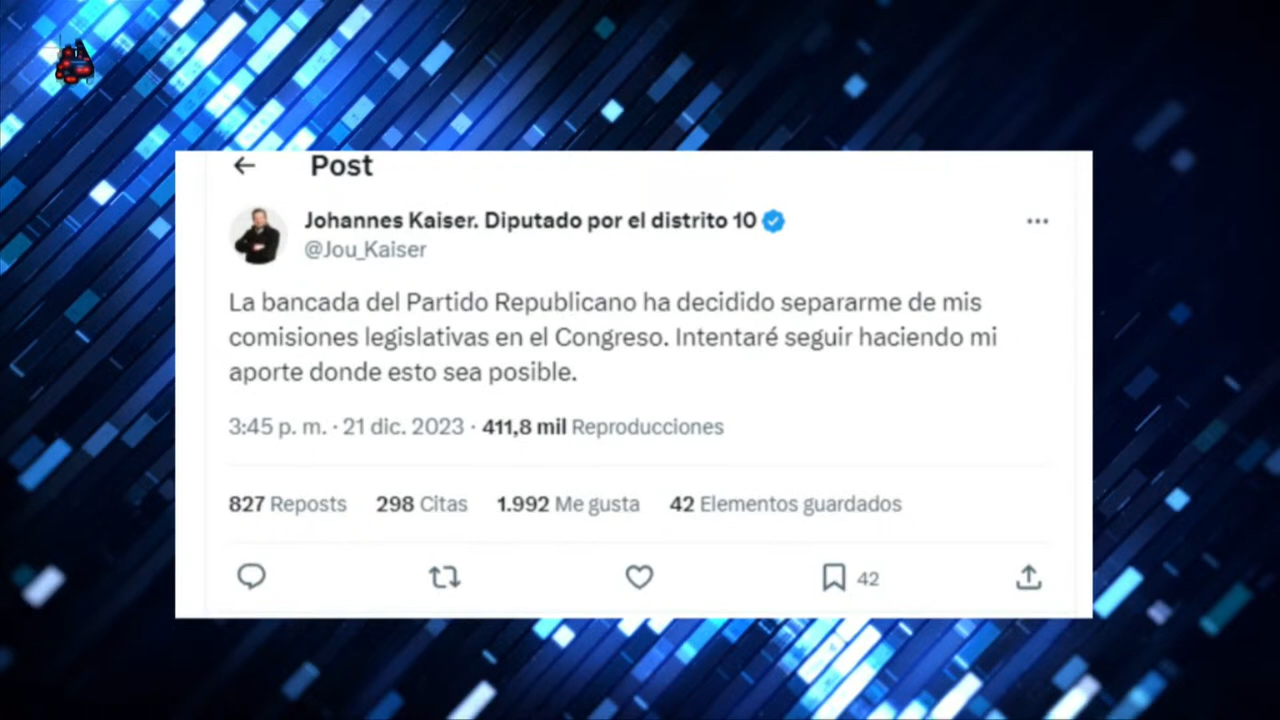 Post
Johannes Kaiser. Diputado por el distrito 10
@Jou_Kaiser
La bancada del Partido Republicano ha decidido separarme de mis
comisiones legislativas en el Congreso. Intentaré seguir haciendo mi
aporte donde esto sea posible.
3:45 p. m. · 21 dic. 2023 · 411,8 mil Reproducciones
827 Reposts 298 Citas 1.992 Me gusta 42 Elementos guardados
42